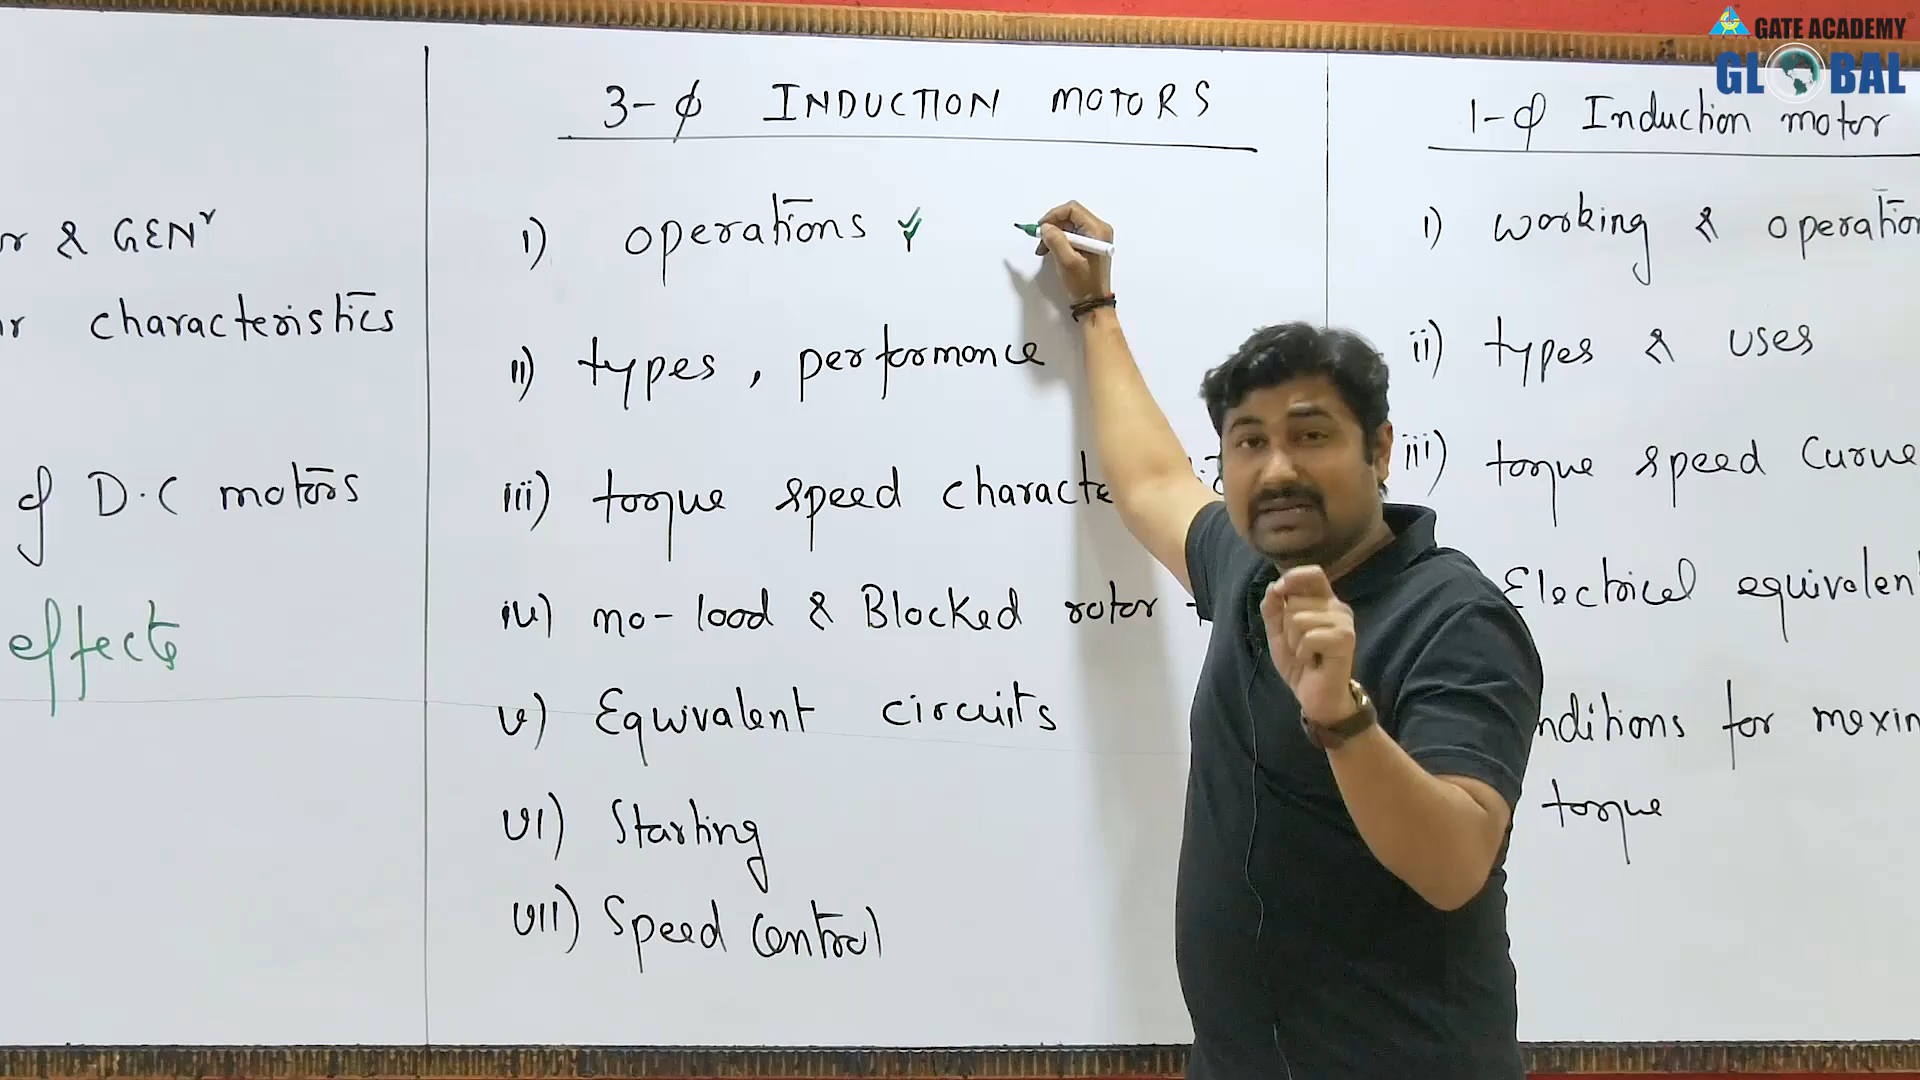 GATE ACADEMY
GLOBAL
& GENr
characteristics
of D.C motors
effects
3-ϕ INDUCTION MOTORS
i) operations
ii) types, performance
iii) torque speed characte
iv) no-load & Blocked rotor
v) Equivalent circuits
vi) Starting
vii) Speed Control
1-ϕ Induction motor
i) working & operation
ii) types & uses
iii) torque speed Curve
Electrical equivalen
nditions for maxim
torque